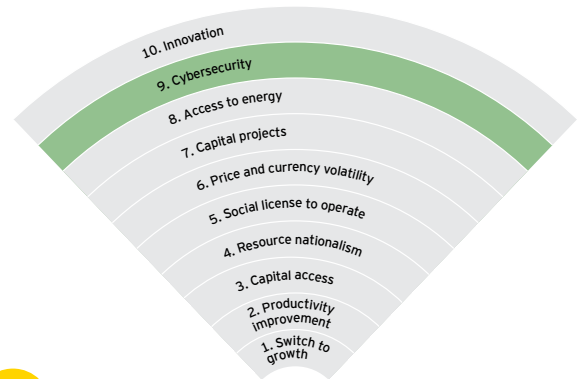 10. Innovation
9. Cybersecurity
8. Access to energy
7. Capital projects
6. Price and currency volatility
5. Social license to operate
4. Resource nationalism
3. Capital access
2. Productivity
improvement
1. Switch to
growth